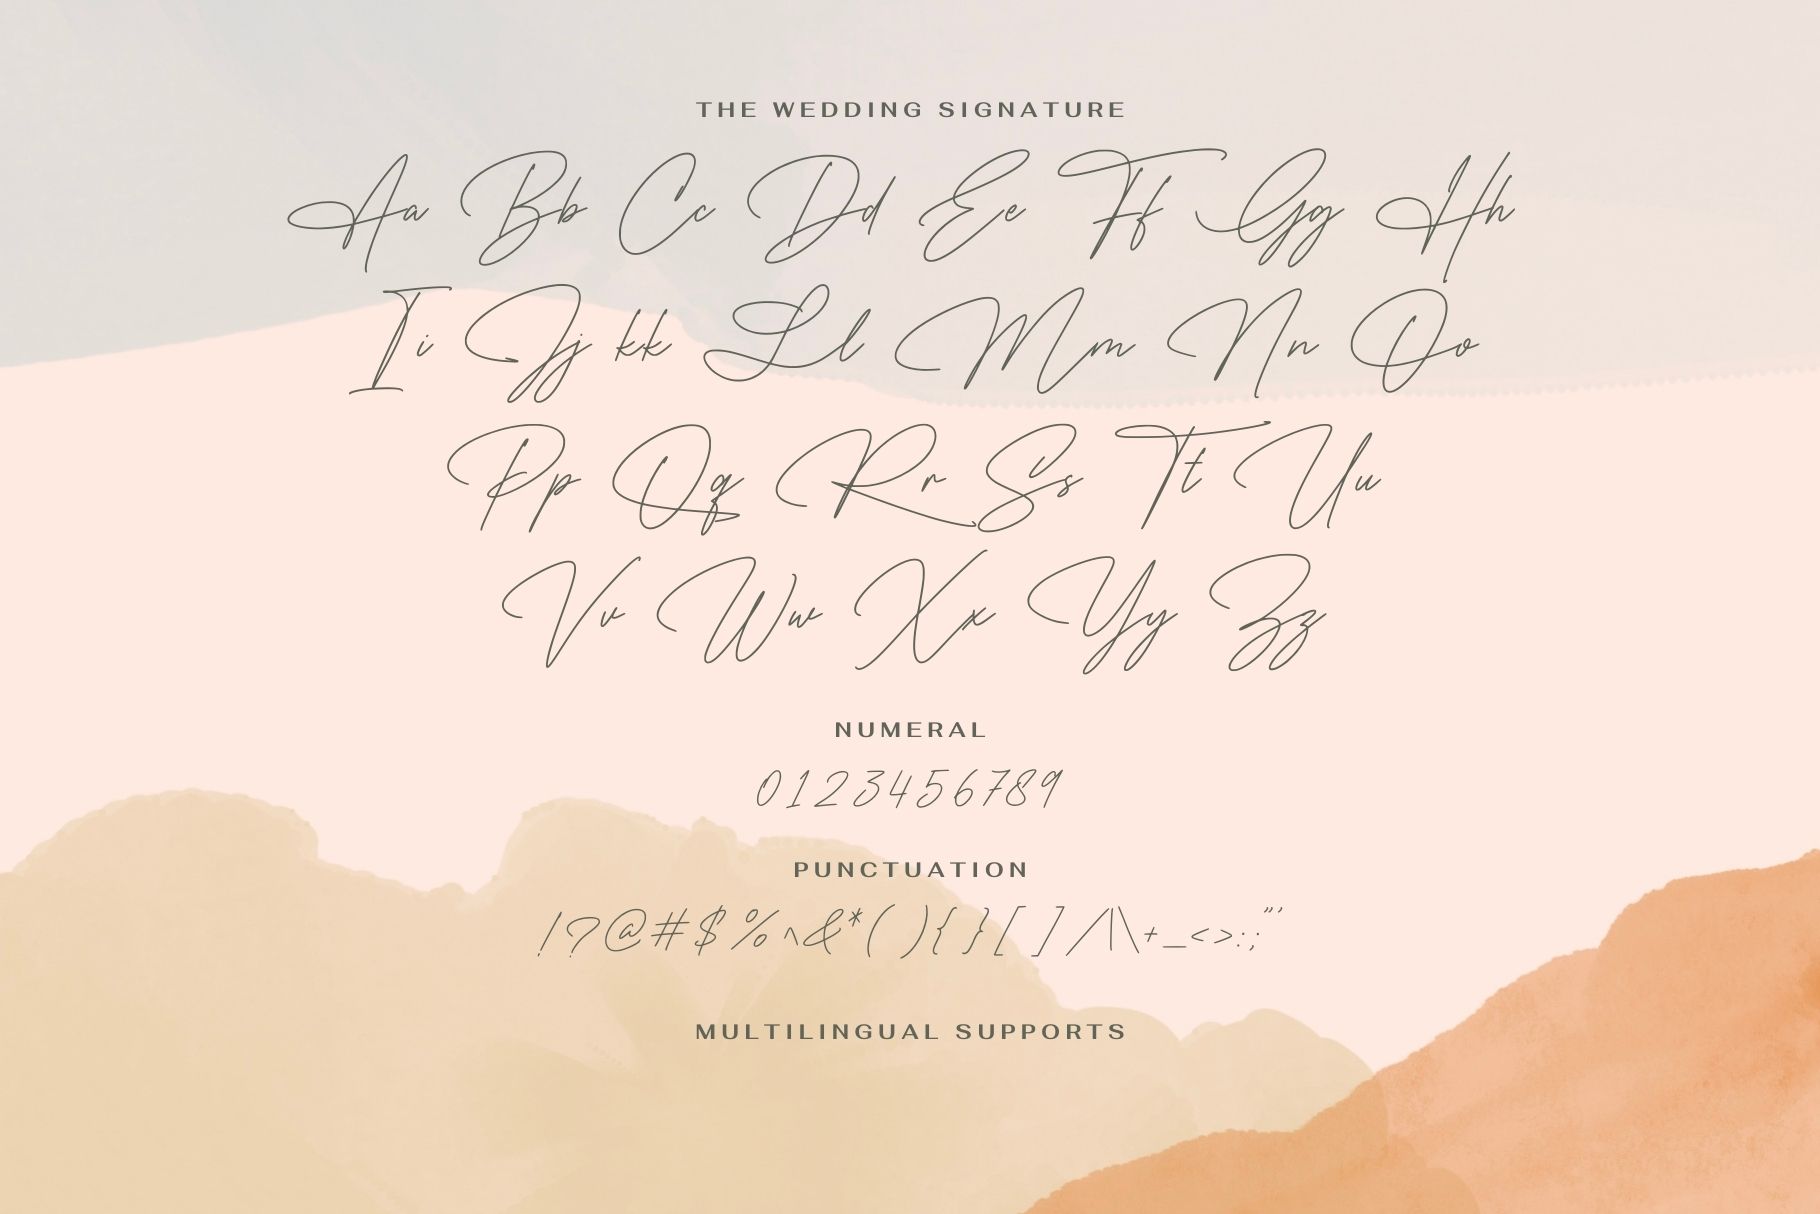 THE WEDDING SIGNATURE
Aa Bb Cc Dd Ee Ff Gg Hh
Ii Jj kk Ll Mm Nn Oo
Pp Qq Rr Ss Tt Uu
Vv Ww Xx Yy Zz
NUMERAL
0123456789
PUNCTUATION
!?@#$%^&*(){}[]/|\+_<>:;"'
MULTILINGUAL SUPPORTS